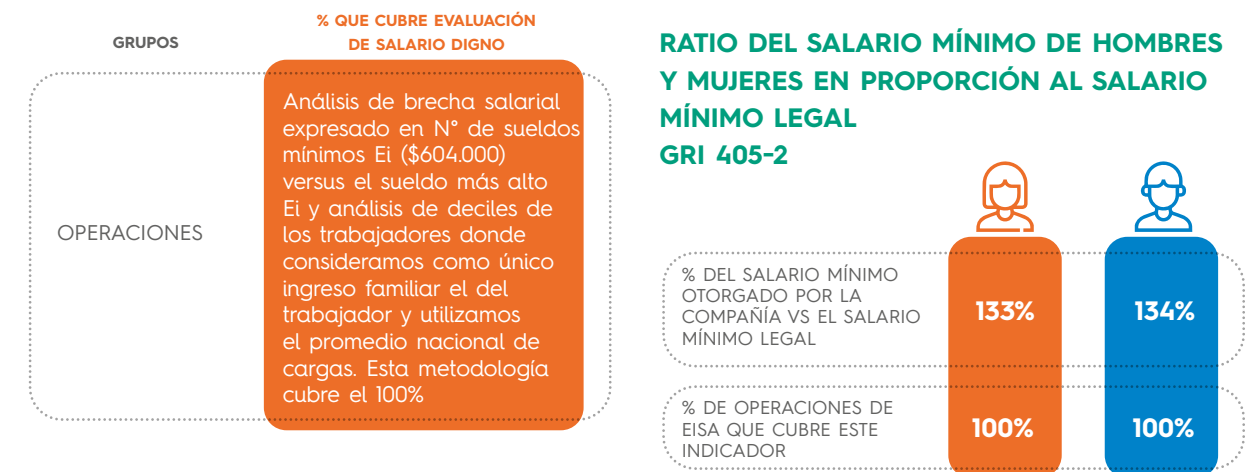 GRUPOS
% QUE CUBRE EVALUACIÓN
DE SALARIO DIGNO
OPERACIONES
Análisis de brecha salarial
expresado en N° de sueldos
mínimos Ei ($604.000)
versus el sueldo más alto
Ei y análisis de deciles de
los trabajadores donde
consideramos como único
ingreso familiar el del
trabajador y utilizamos
el promedio nacional de
cargas. Esta metodología
cubre el 100%
RATIO DEL SALARIO MÍNIMO DE HOMBRES
Y MUJERES EN PROPORCIÓN AL SALARIO
MÍNIMO LEGAL
GRI 405-2
% DEL SALARIO MÍNIMO
OTORGADO POR LA
COMPAÑÍA VS EL SALARIO
MÍNIMO LEGAL
133%
134%
% DE OPERACIONES DE
EISA QUE CUBRE ESTE
INDICADOR
100%
100%